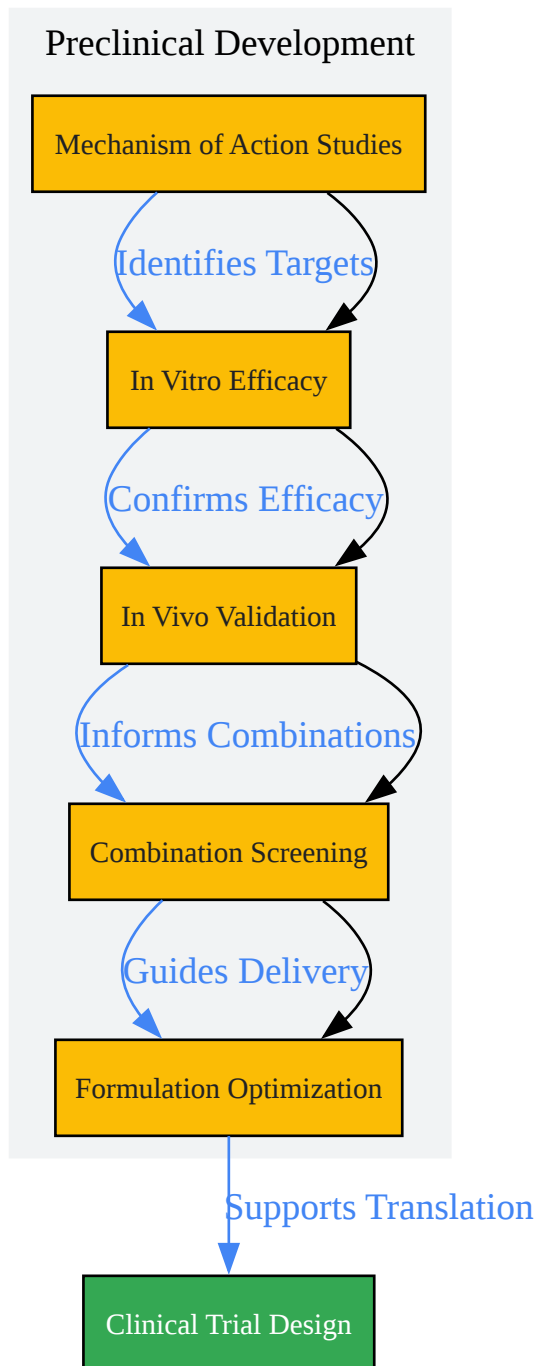 Preclinical Development
Mechanism of Action Studies
Identifies Targets
In Vitro Efficacy
Confirms Efficacy
In Vivo Validation
Informs Combinations
Combination Screening
Guides Delivery
Formulation Optimization
Supports Translation
Clinical Trial Design